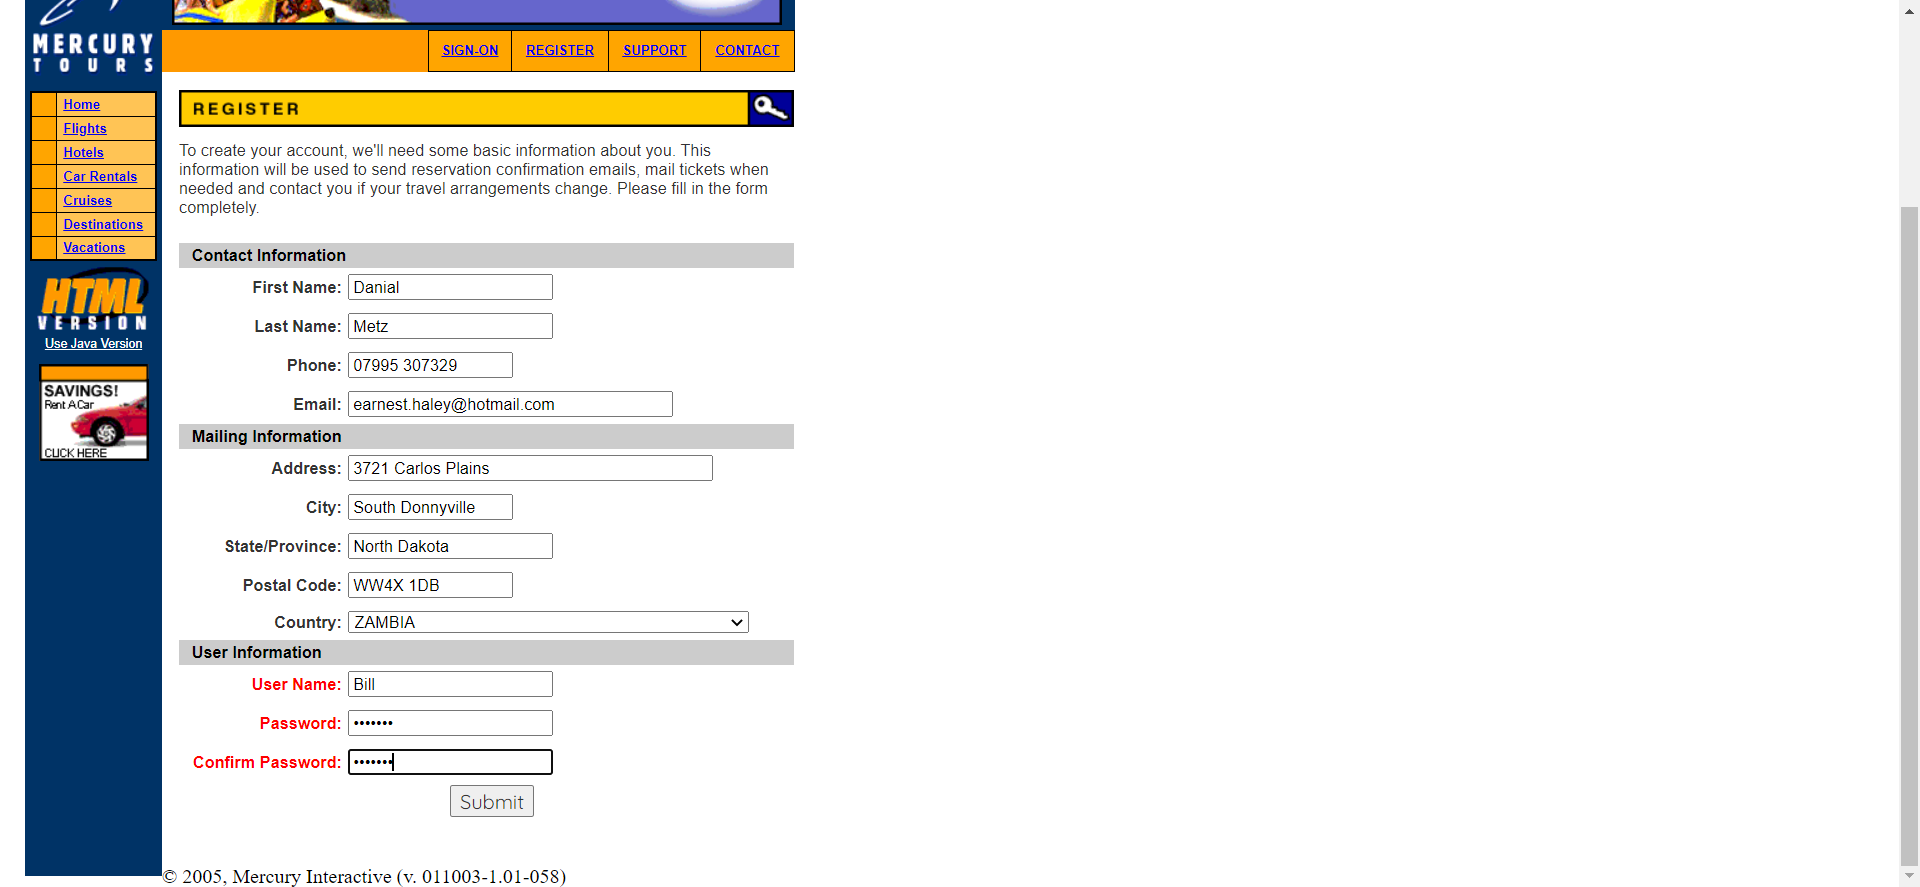 MERCURY
TOURS
SIGN-ON
REGISTER
SUPPORT
CONTACT
Home
Flights
Hotels
Car Rentals
Cruises
Destinations
Vacations
HTML
VERSION
Use Java Version
SAVINGS!
Rent A Car
CLICK HERE
REGISTER
To create your account, we'll need some basic information about you. This
information will be used to send reservation confirmation emails, mail tickets when
needed and contact you if your travel arrangements change. Please fill in the form
completely.
Contact Information
First Name: Danial
Last Name: Metz
Phone: 07995 307329
Email: earnest.haley@hotmail.com
Mailing Information
Address: 3721 Carlos Plains
City: South Donnyville
State/Province: North Dakota
Postal Code: WW4X 1DB
Country: ZAMBIA
User Information
User Name: Bill
Password: •••••••
Confirm Password: •••••••
Submit
© 2005, Mercury Interactive (v. 011003-1.01-058)